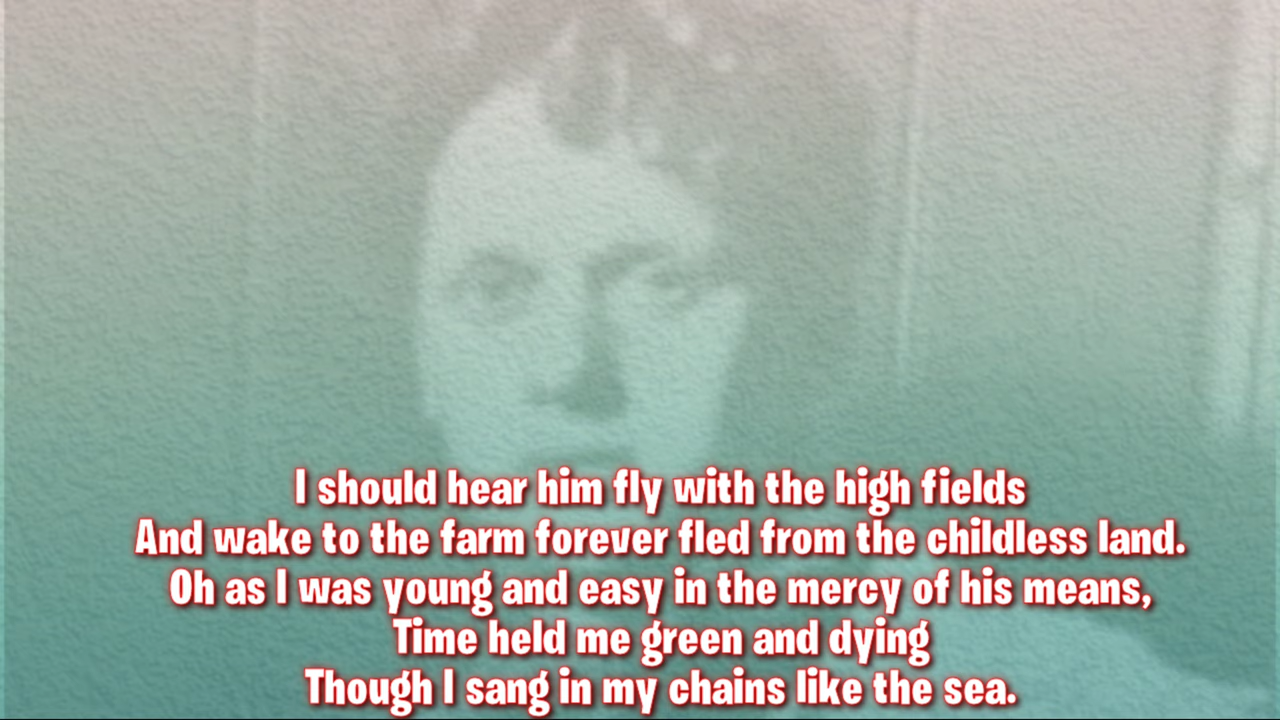 I should hear him fly with the high fields
And wake to the farm forever fled from the childless land.
Oh as I was young and easy in the mercy of his means,
Time held me green and dying
Though I sang in my chains like the sea.